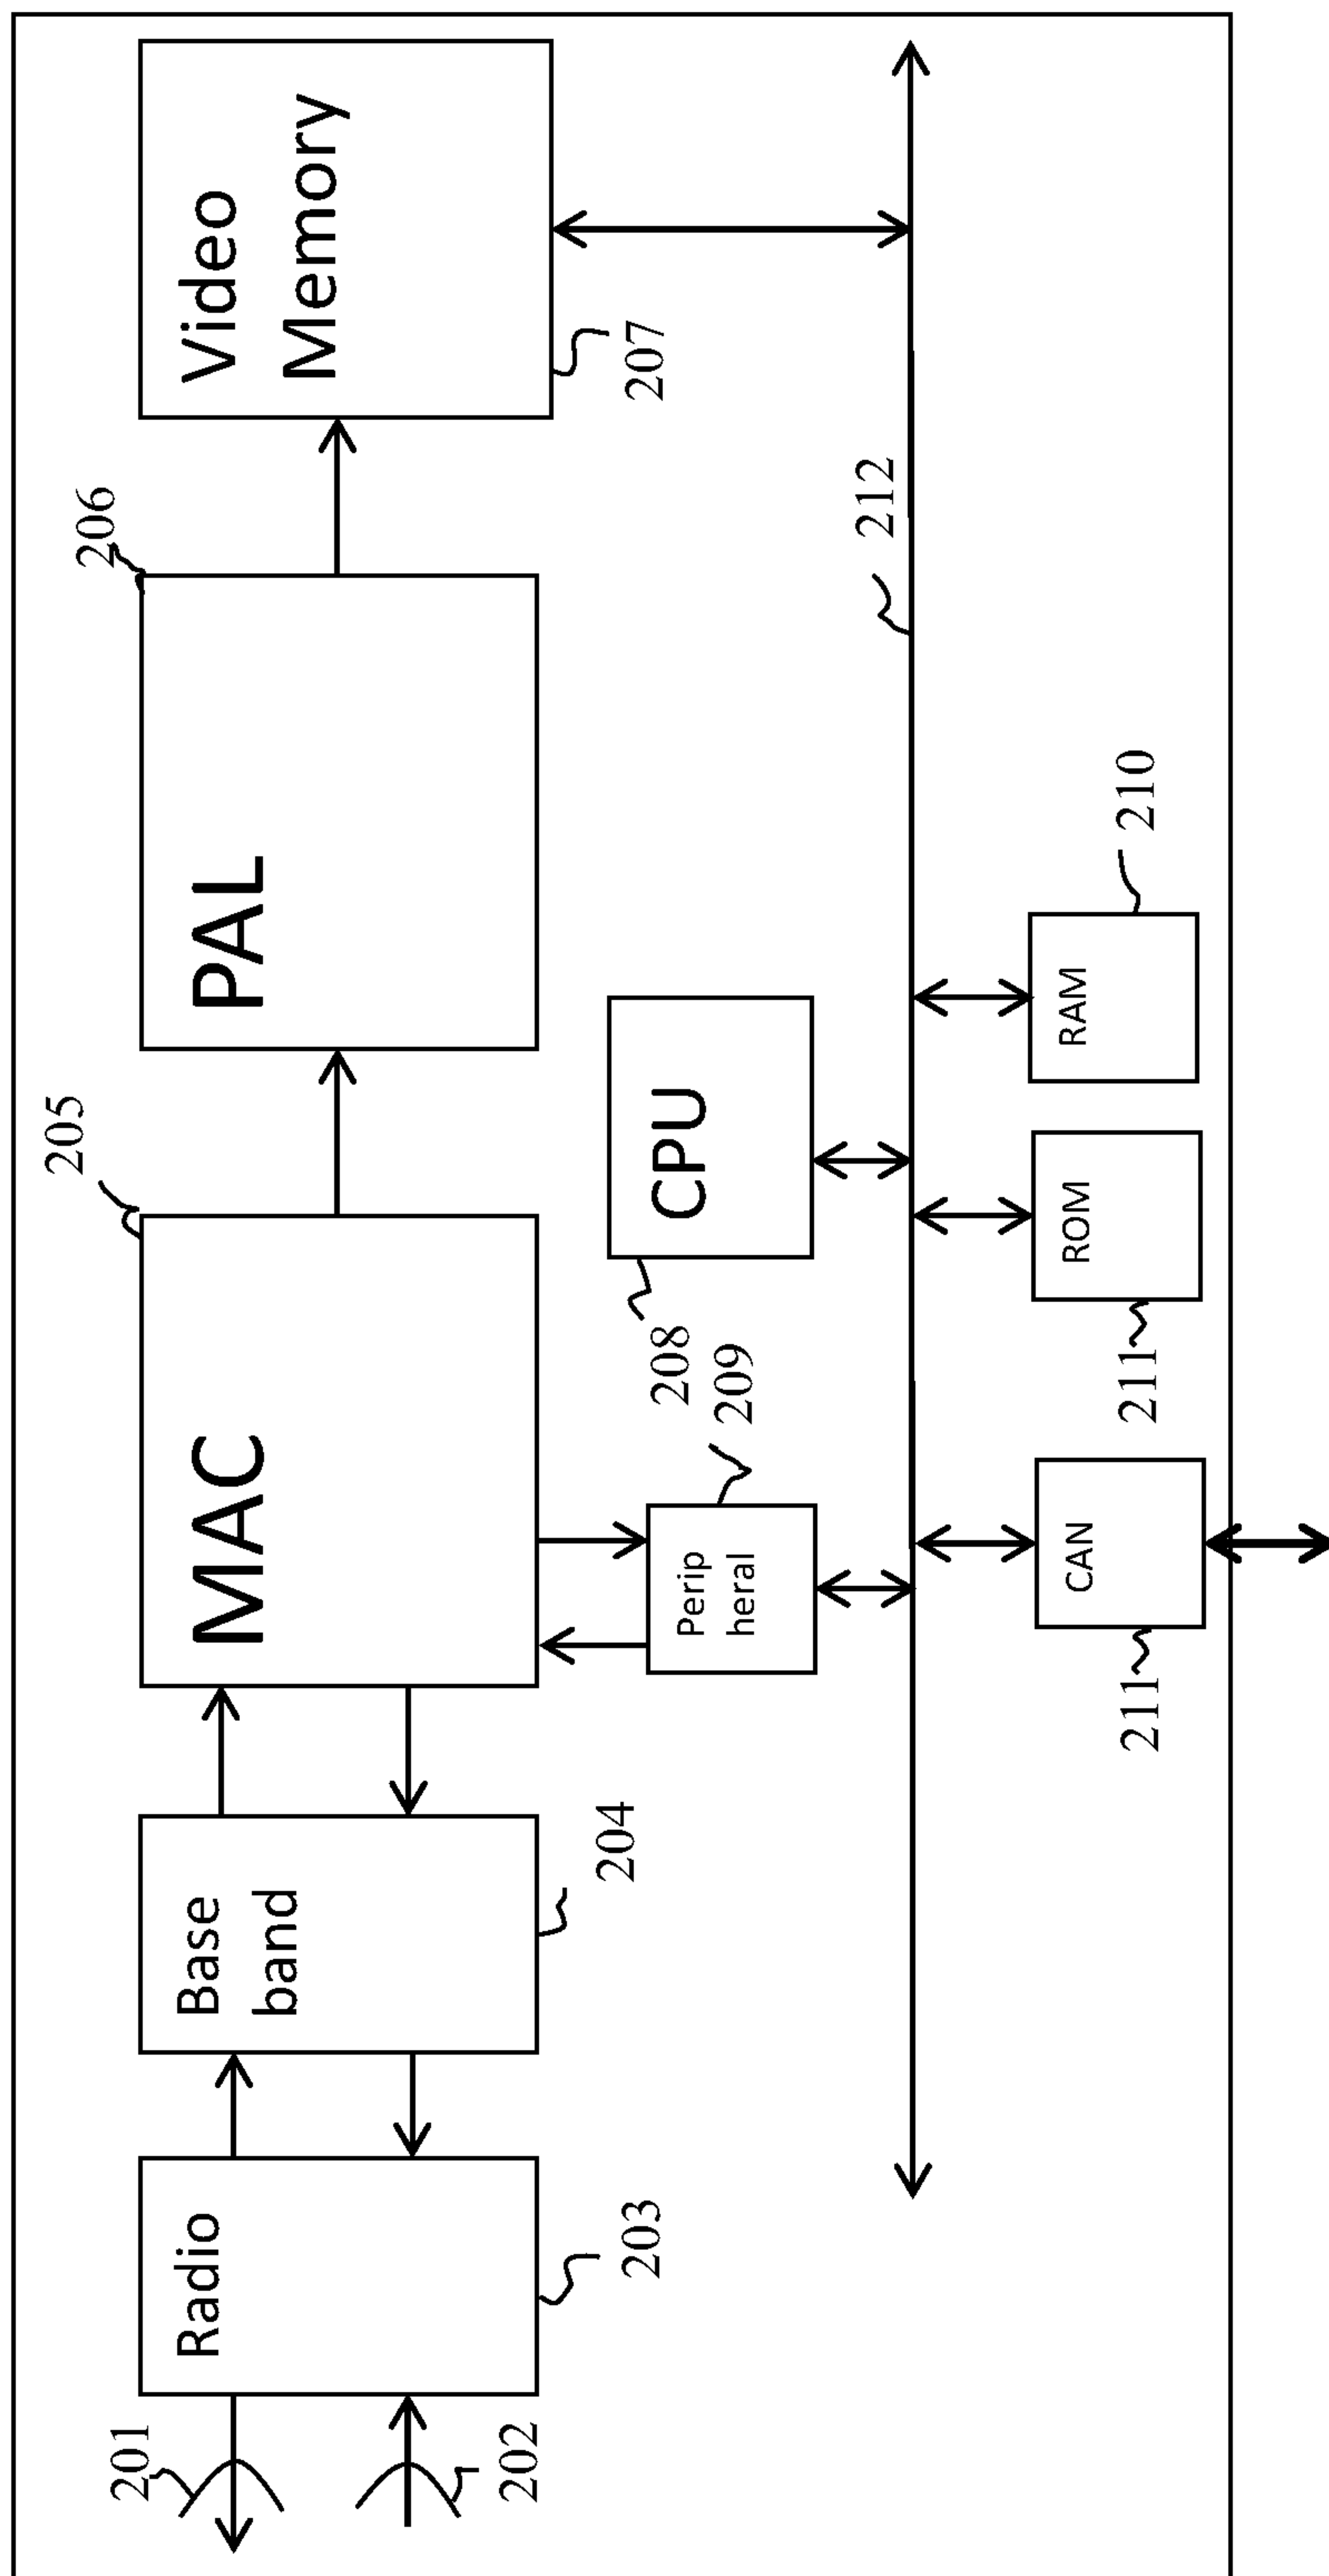 201
202
Radio
203
Base
band
204
MAC
205
PAL
206
Video
Memory
207
Perip
heral
209
CPU
208
212
CAN
211
ROM
211
RAM
210